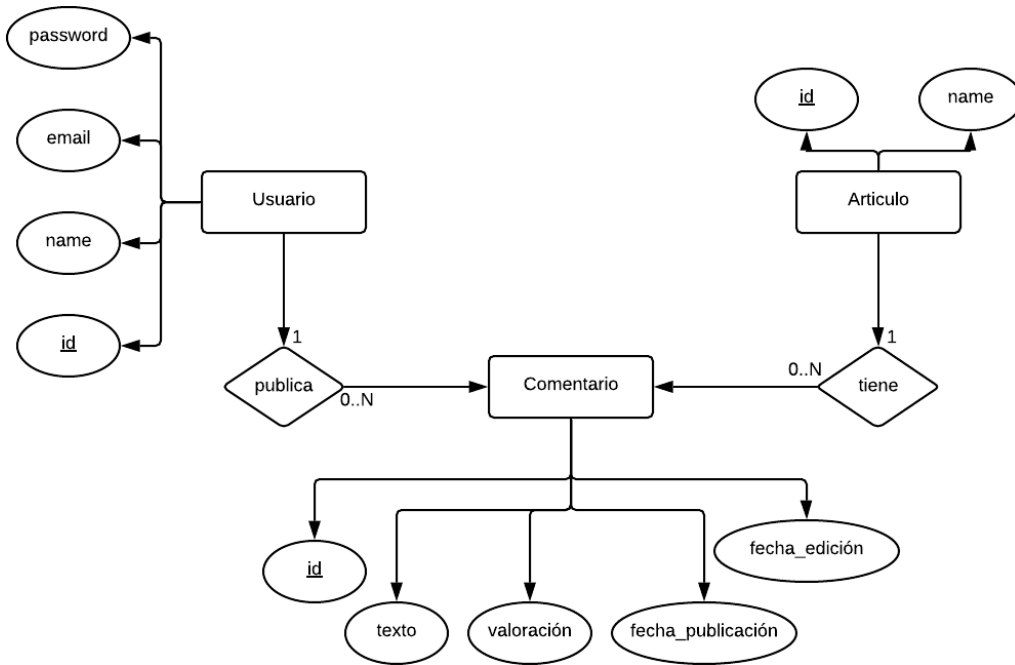 password
email
name
id
Usuario
1
publica
0..N
Comentario
id
name
Articulo
1
0..N
tiene
id
texto
valoración
fecha_publicación
fecha_edición